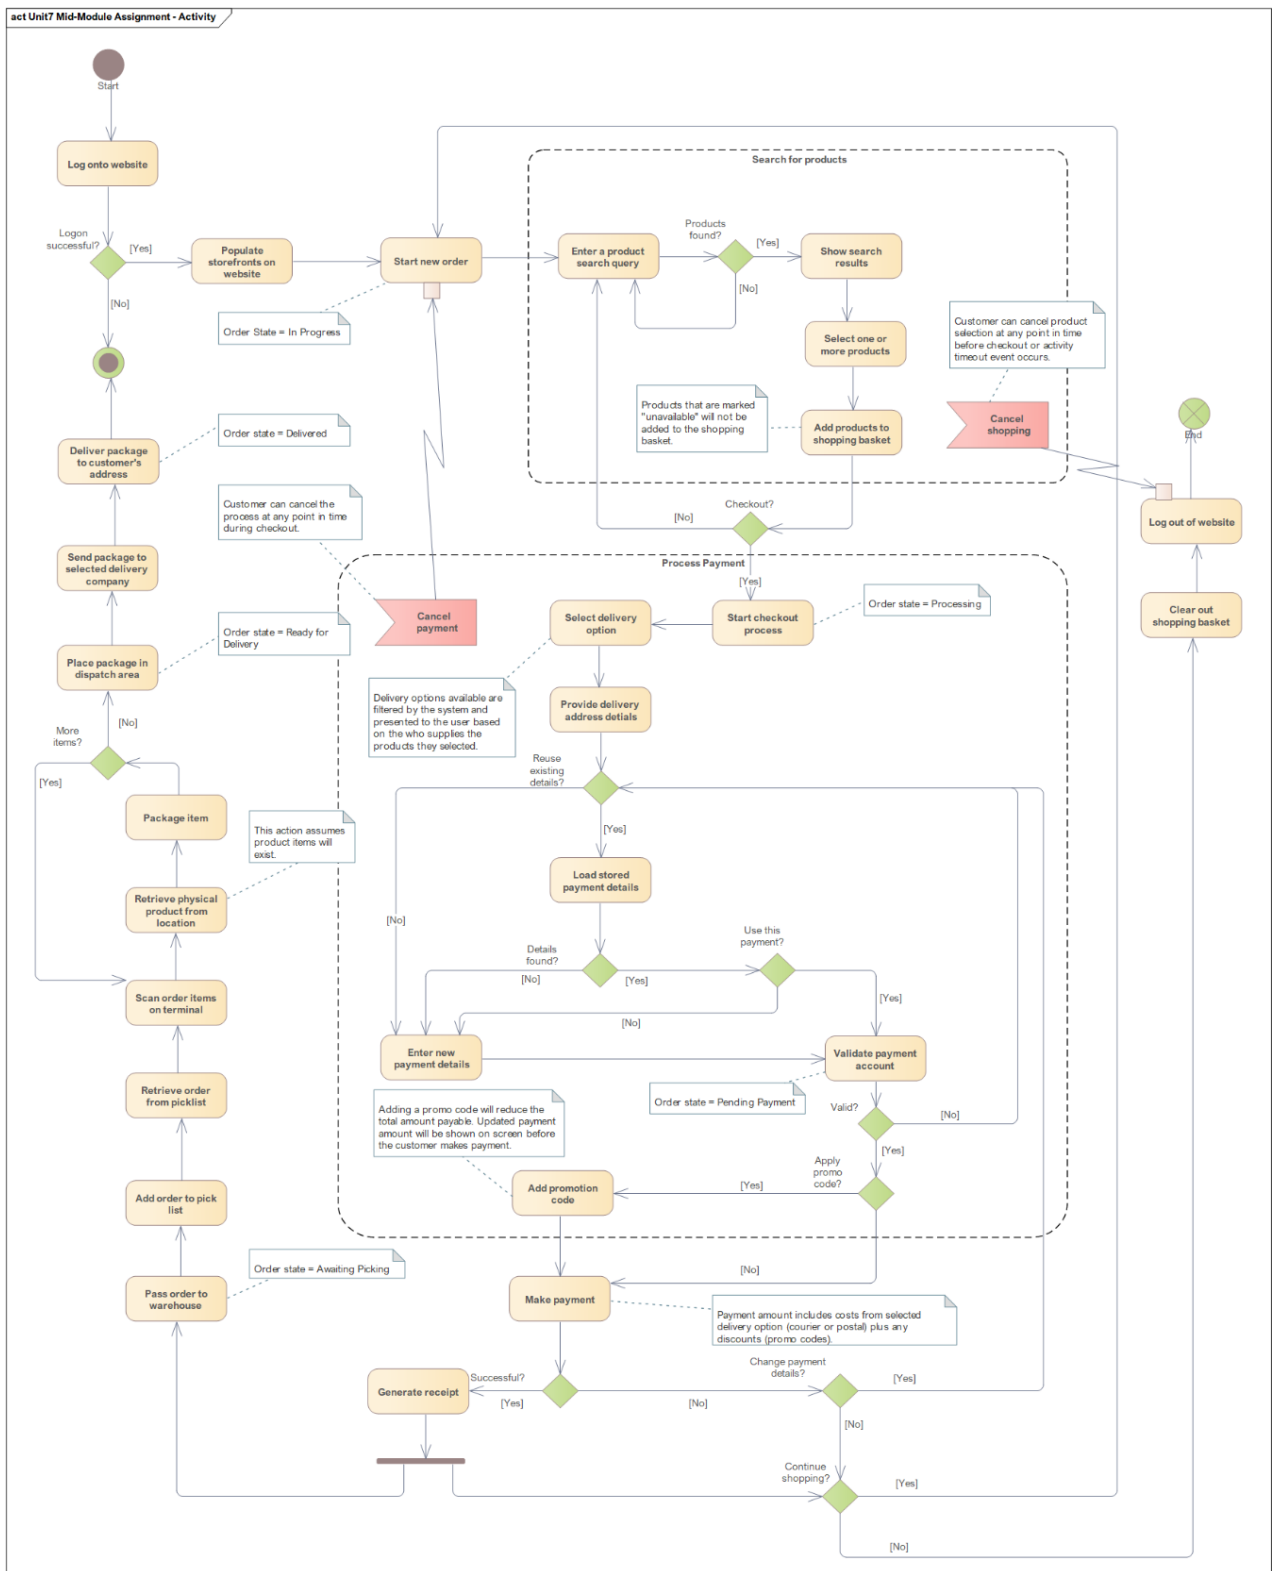 act Unit7 Mid-Module Assignment - Activity
Start
Log onto website
Logon
successful?
[Yes]
[No]
Populate
storefronts on
website
Start new order
Order State = In Progress
Search for products
Enter a product
search query
Products
found?
[Yes]
[No]
Show search
results
Select one or
more products
Products that are marked
"unavailable" will not be
added to the shopping
basket.
Add products to
shopping basket
Customer can cancel product
selection at any point in time
before checkout or activity
timeout event occurs.
Cancel
shopping
End
Log out of website
Clear out
shopping basket
Checkout?
[No]
[Yes]
Deliver package
to customer's
address
Order state = Delivered
Customer can cancel the
process at any point in time
during checkout.
Send package to
selected delivery
company
Cancel
payment
Order state = Ready for
Delivery
Place package in
dispatch area
More
items?
[No]
[Yes]
Package item
This action assumes
product items will
exist.
Retrieve physical
product from
location
Scan order items
on terminal
Retrieve order
from picklist
Add order to pick
list
Order state = Awaiting Picking
Pass order to
warehouse
Process Payment
Start checkout
process
Order state = Processing
Select delivery
option
Delivery options available are
filtered by the system and
presented to the user based
on the who supplies the
products they selected.
Provide delivery
address detials
Reuse
existing
details?
[Yes]
[No]
Load stored
payment details
Details
found?
[No]
[Yes]
Use this
payment?
[Yes]
[No]
Enter new
payment details
Validate payment
account
Order state = Pending Payment
Valid?
[No]
[Yes]
Adding a promo code will reduce the
total amount payable. Updated payment
amount will be shown on screen before
the customer makes payment.
Apply
promo
code?
[Yes]
[No]
Add promotion
code
Make payment
Payment amount includes costs from selected
delivery option (courier or postal) plus any
discounts (promo codes).
Successful?
[Yes]
[No]
Generate receipt
Change payment
details?
[Yes]
[No]
Continue
shopping?
[Yes]
[No]